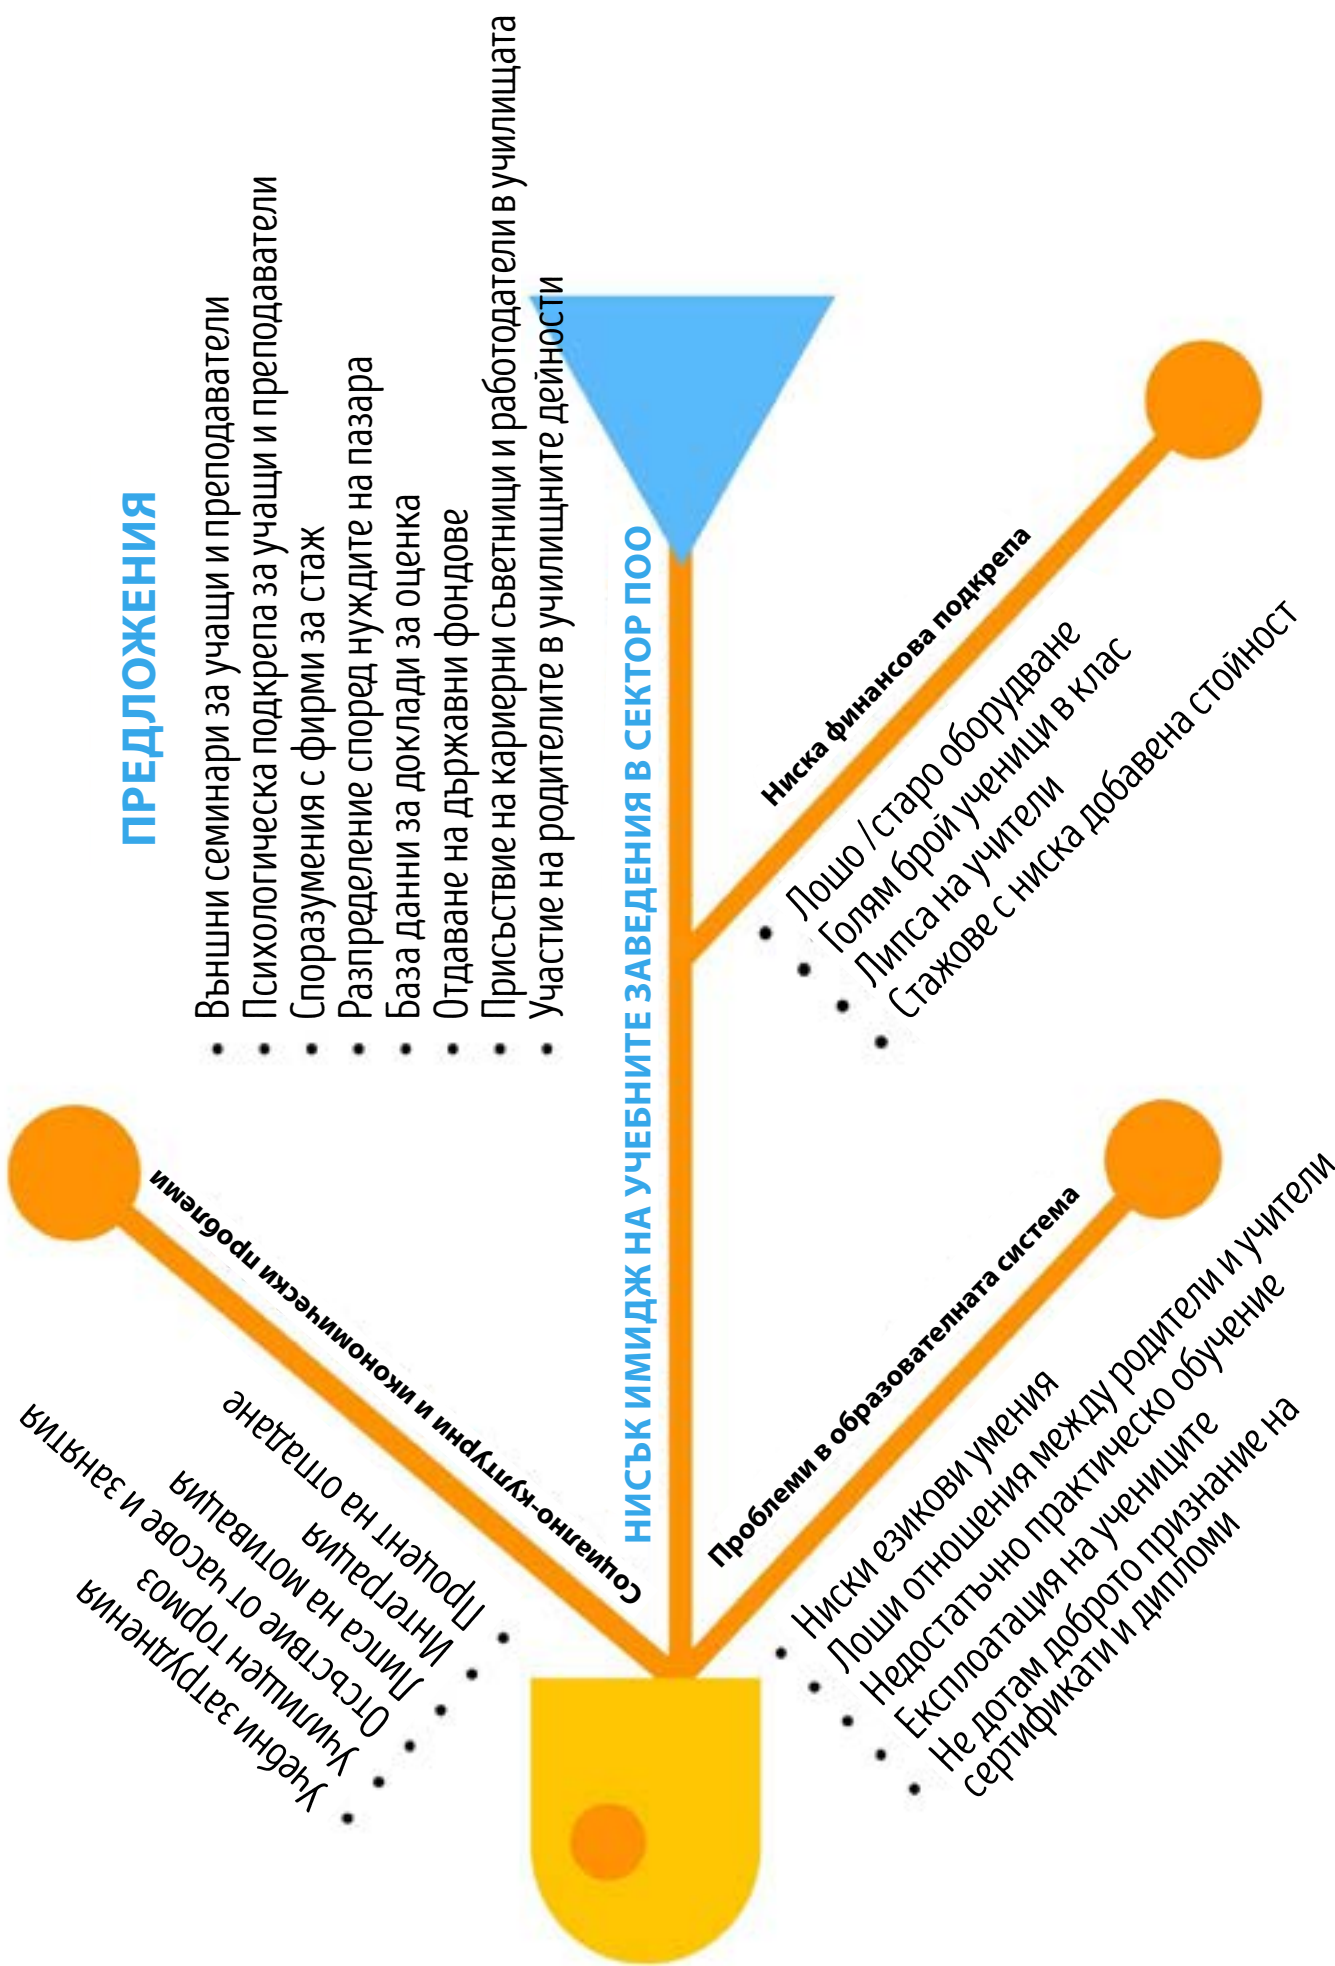 ПРЕДЛОЖЕНИЯ
Външни семинари за учащи и преподаватели
Психологическа подкрепа за учащи и преподаватели
Споразумения с фирми за стаж
Разпределение според нуждите на пазара
База данни за доклади за оценка
Отдаване на държавни фондове
Присъствие на кариерни съветници и работодатели в училищата
Участие на родителите в училищните дейности
НИСЪК ИМИДЖ НА УЧЕБНИТЕ ЗАВЕДЕНИЯ В СЕКТОР ПОО
Социално-културни и икономически проблеми
Учебни затруднения
Училищен тормоз
Отсъствие от часове и занятия
Липса на мотивация
Интеграция
Процент на отпадане
Проблеми в образователната система
Ниски езикови умения
Лоши отношения между родители и учители
Недостатъчно практическо обучение
Експлоатация на учениците
Не дотам доброто признание на
сертификати и дипломи
Ниска финансова подкрепа
Лошо /старо оборудване
Голям брой ученици в клас
Липса на учители
Стажове с ниска добавена стойност